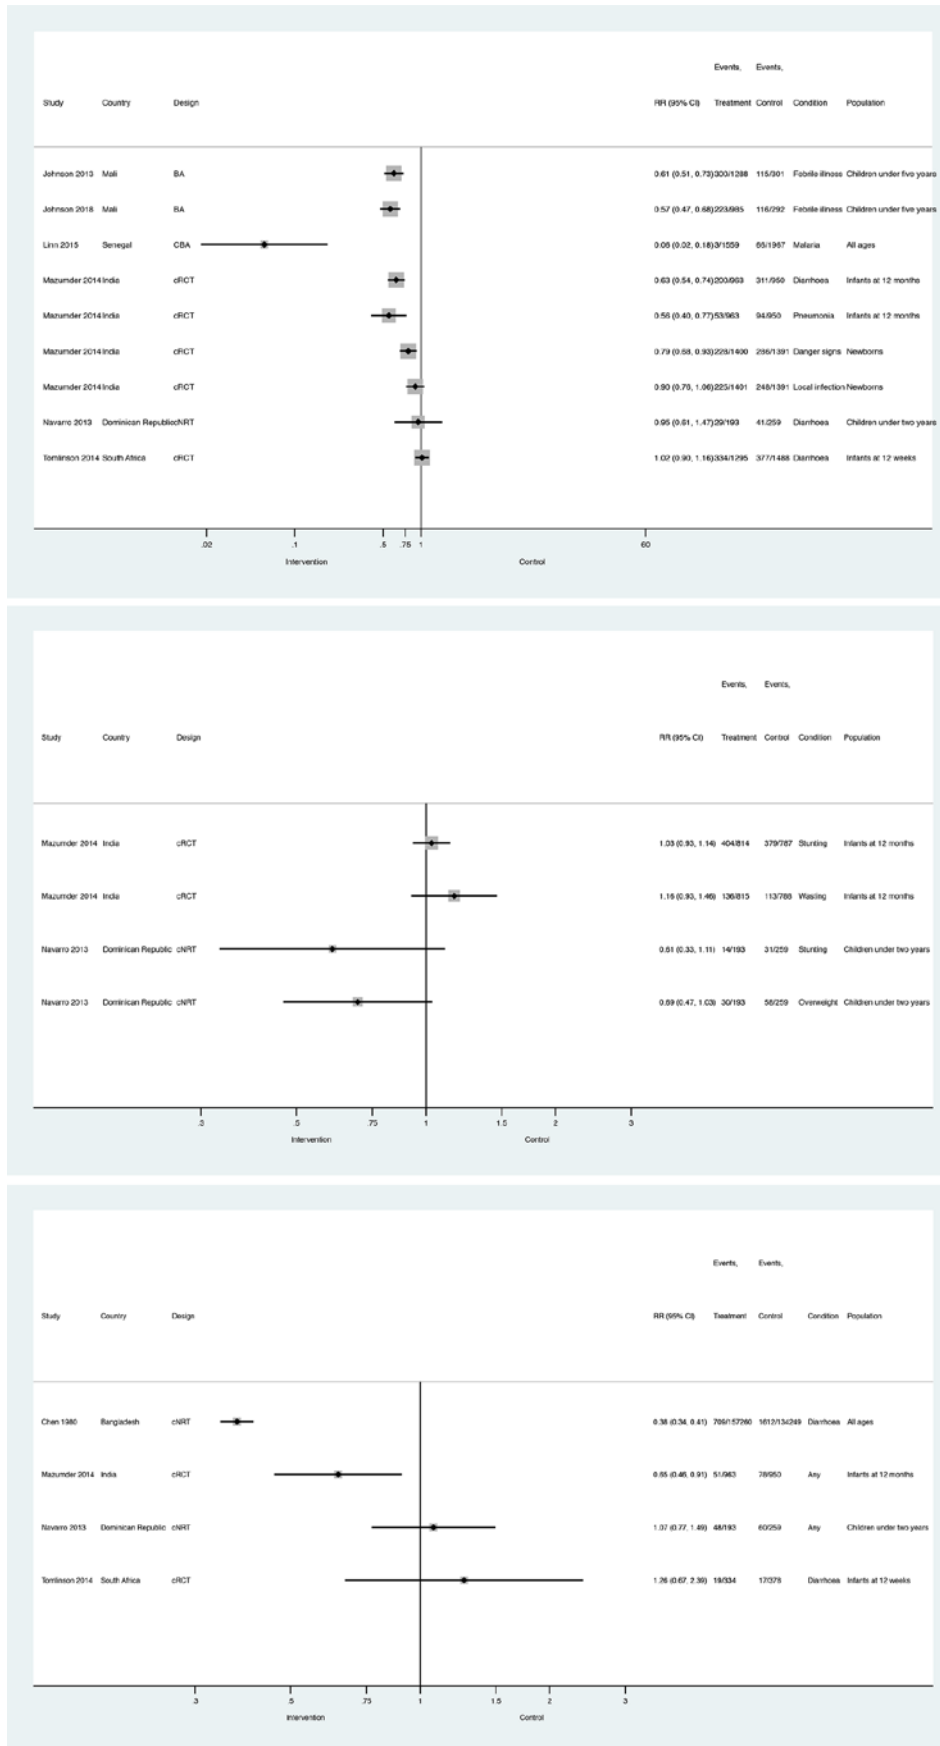 Events, Events,
Study Country Design RR (95% CI) Treatment Control Condition Population
Johnson 2013 Mali BA 0.61 (0.51, 0.73)300/1288 115/301 Febrile illness Children under five years
Johnson 2018 Mali BA 0.57 (0.47, 0.68)223/985 116/292 Febrile illness Children under five years
Linn 2015 Senegal CBA 0.06 (0.02, 0.18)3/1559 65/1967 Malaria All ages
Mazumder 2014 India cRCT 0.63 (0.54, 0.74)200/963 311/950 Diarrhoea Infants at 12 months
Mazumder 2014 India cRCT 0.56 (0.40, 0.77)53/963 94/950 Pneumonia Infants at 12 months
Mazumder 2014 India cRCT 0.79 (0.68, 0.93)228/1400 286/1391 Danger signs Newborns
Mazumder 2014 India cRCT 0.90 (0.76, 1.06)225/1401 248/1391 Local infection Newborns
Navarro 2013 Dominican Republic cNRT 0.95 (0.61, 1.47)29/193 41/259 Diarrhoea Children under two years
Tomlinson 2014 South Africa cRCT 1.02 (0.90, 1.16)334/1295 377/1488 Diarrhoea Infants at 12 weeks
.02 .1 .5 .75 1 60
Intervention Control
Events, Events,
Study Country Design RR (95% CI) Treatment Control Condition Population
Mazumder 2014 India cRCT 1.03 (0.93, 1.14) 404/814 379/787 Stunting Infants at 12 months
Mazumder 2014 India cRCT 1.16 (0.93, 1.46) 136/815 113/788 Wasting Infants at 12 months
Navarro 2013 Dominican Republic cNRT 0.61 (0.33, 1.11) 14/193 31/259 Stunting Children under two years
Navarro 2013 Dominican Republic cNRT 0.69 (0.47, 1.03) 30/193 58/259 Overweight Children under two years
.3 .5 .75 1 1.5 2 3
Intervention Control
Events, Events,
Study Country Design RR (95% CI) Treatment Control Condition Population
Chen 1980 Bangladesh cNRT 0.38 (0.34, 0.41) 709/157260 1612/134249 Diarrhoea All ages
Mazumder 2014 India cRCT 0.65 (0.46, 0.91) 51/963 78/950 Any Infants at 12 months
Navarro 2013 Dominican Republic cNRT 1.07 (0.77, 1.49) 48/193 60/259 Any Children under two years
Tomlinson 2014 South Africa cRCT 1.26 (0.67, 2.39) 19/334 17/378 Diarrhoea Infants at 12 weeks
.3 .5 .75 1 1.5 2 3
Intervention Control